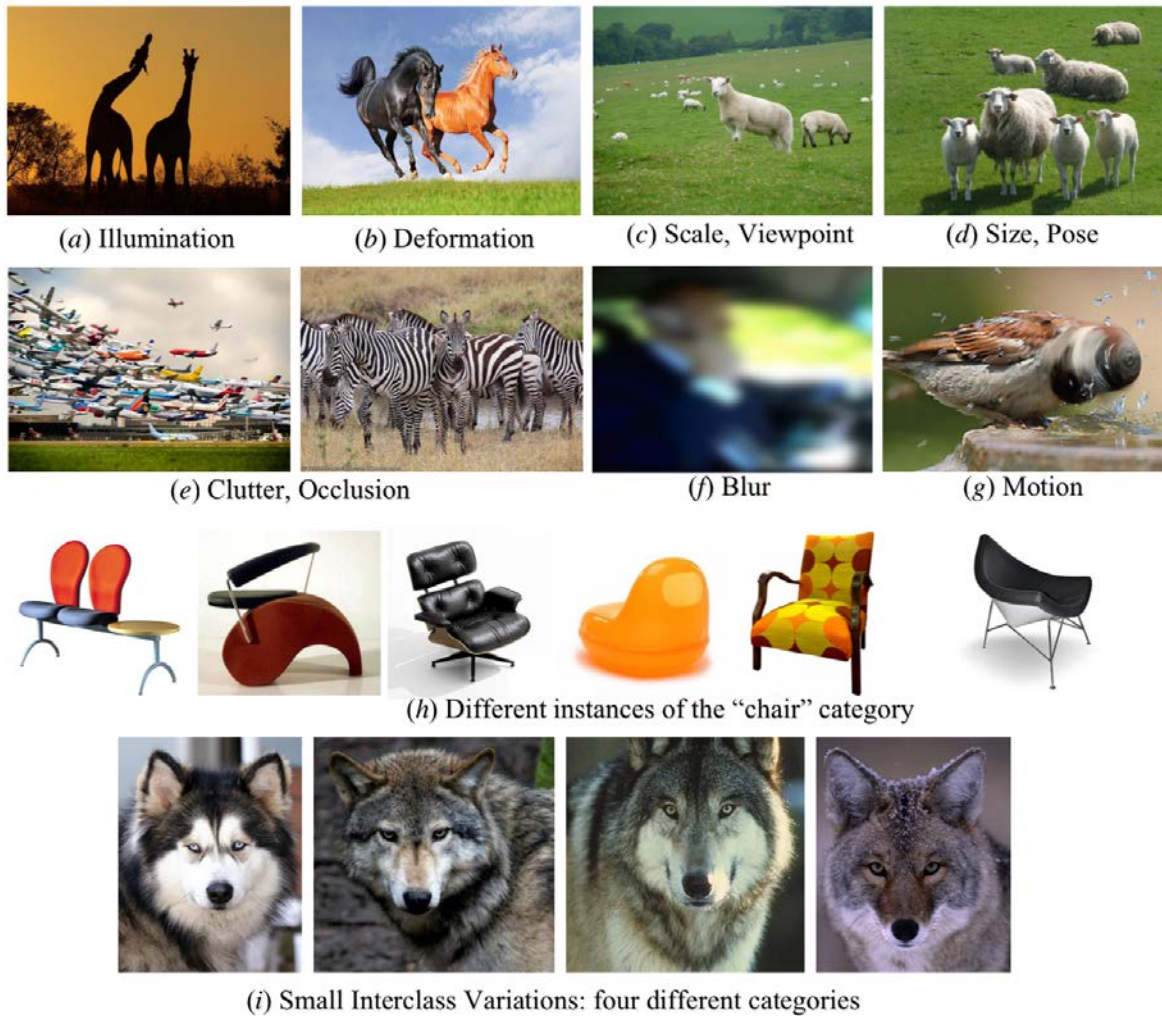 (a) Illumination
(b) Deformation
(c) Scale, Viewpoint
(d) Size, Pose
(e) Clutter, Occlusion
(f) Blur
(g) Motion
(h) Different instances of the “chair” category
(i) Small Interclass Variations: four different categories